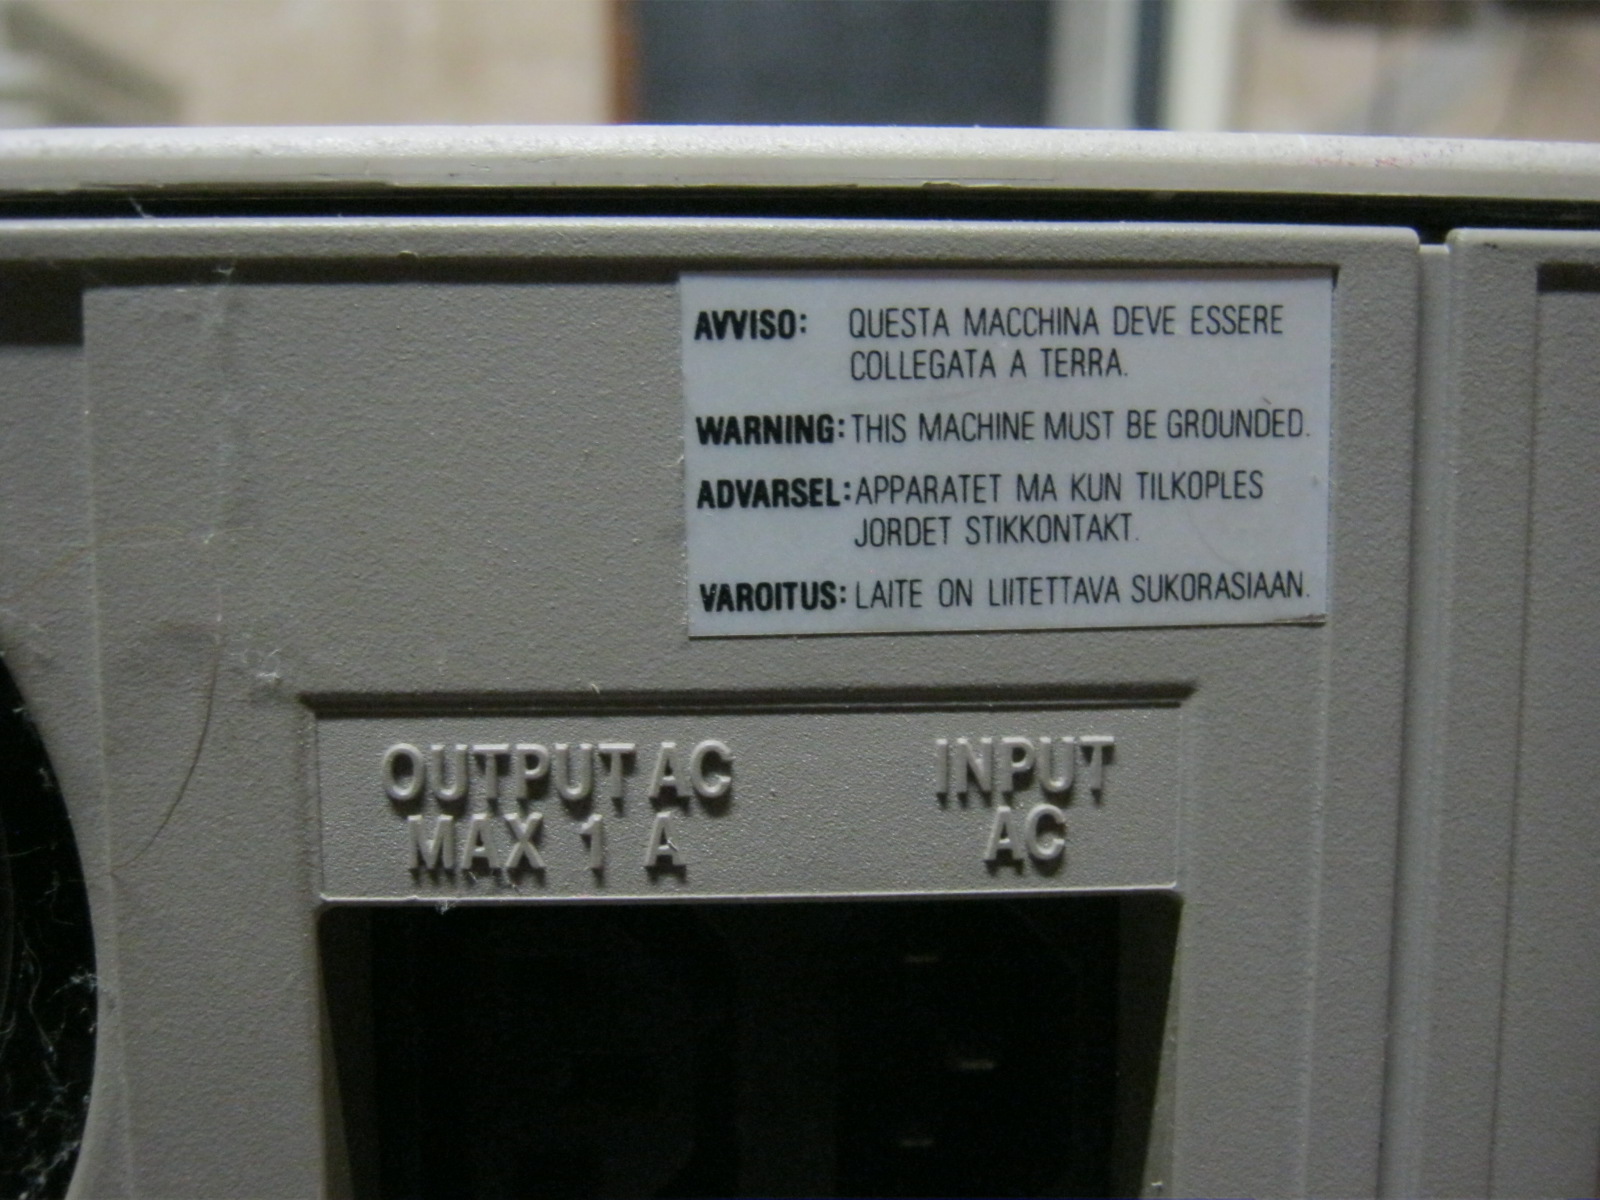 AVVISO: QUESTA MACCHINA DEVE ESSERE
COLLEGATA A TERRA.
WARNING: THIS MACHINE MUST BE GROUNDED.
ADVARSEL: APPARATET MA KUN TILKOPLES
JORDET STIKKONTAKT.
VAROITUS: LAITE ON LIITETTAVA SUKORASIAAN.
OUTPUT AC
MAX 1 A
INPUT
AC